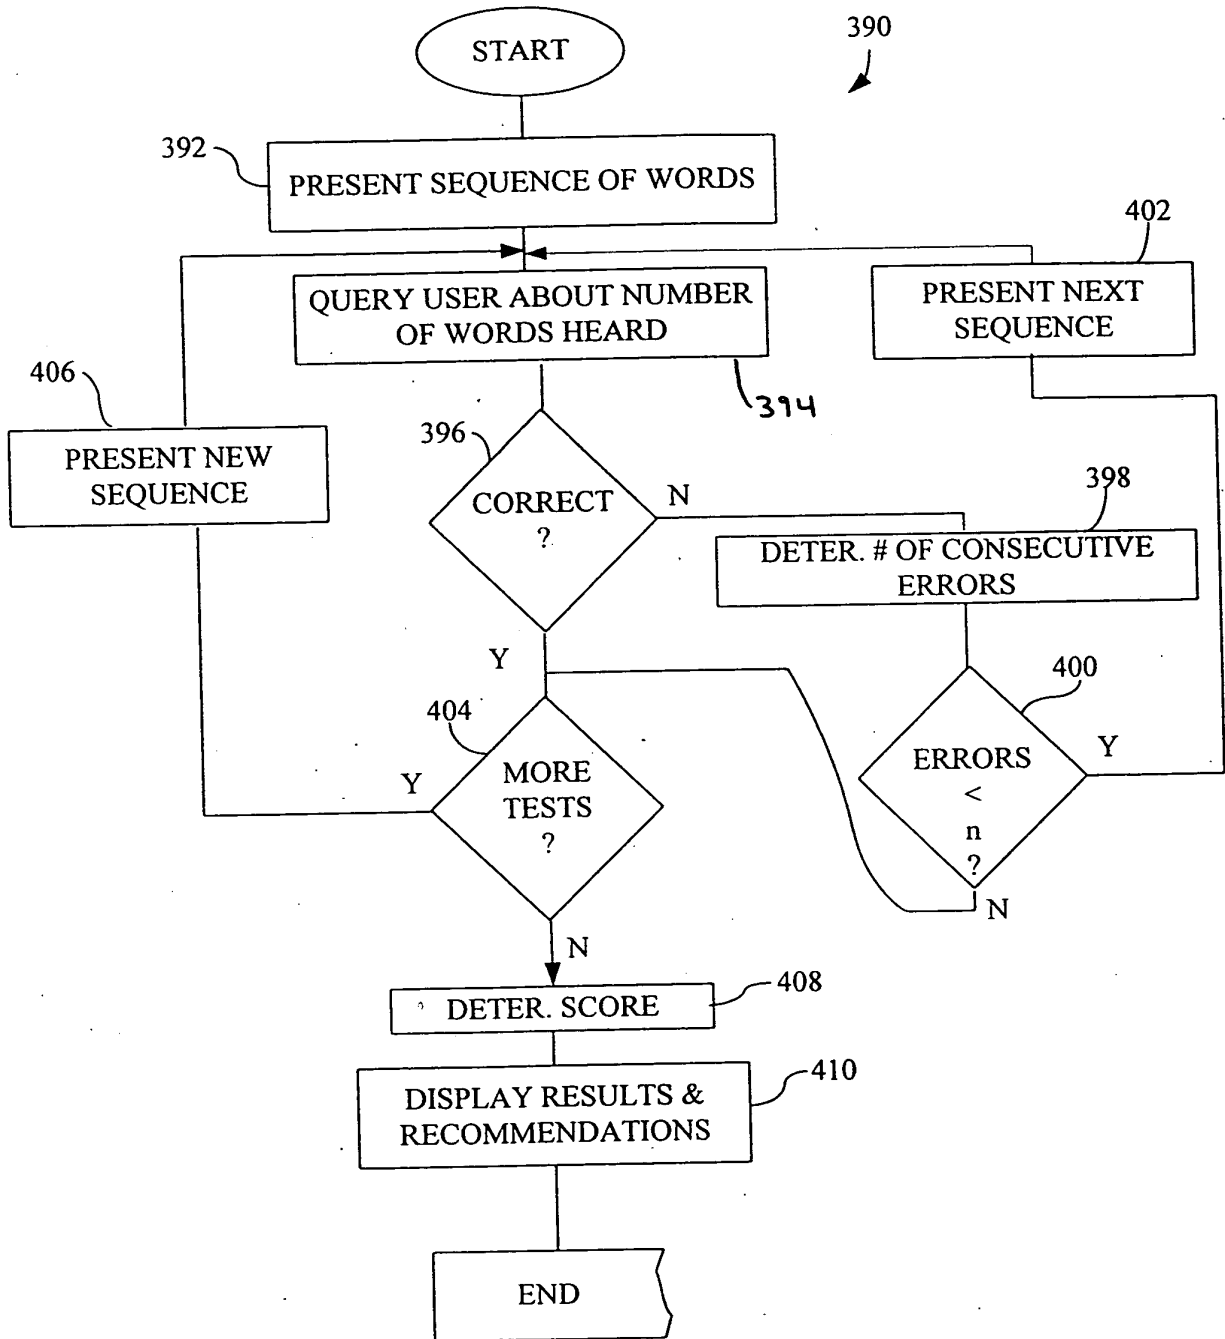 390
START
392
PRESENT SEQUENCE OF WORDS
402
QUERY USER ABOUT NUMBER
OF WORDS HEARD
PRESENT NEXT
SEQUENCE
394
406
PRESENT NEW
SEQUENCE
396
CORRECT
?
N
398
DETER. # OF CONSECUTIVE
ERRORS
Y
400
ERRORS
<
n
?
Y
N
404
MORE
TESTS
?
Y
N
DETER. SCORE
408
DISPLAY RESULTS &
RECOMMENDATIONS
410
END